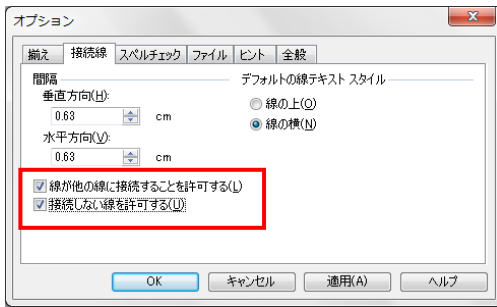 オプション
揃え 接続線 スペルチェック ファイル ヒント 全般
間隔
垂直方向(H):
0.63 cm
水平方向(V):
0.63 cm
デフォルトの線テキスト スタイル
線の上(O)
線の横(N)
線が他の線に接続することを許可する(L)
接続しない線を許可する(U)
OK キャンセル 適用(A) ヘルプ